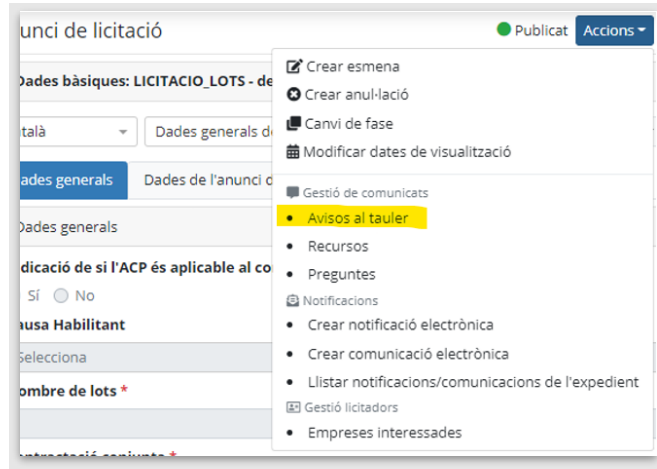 unci de licitació
Publicat
Accions
Dades bàsiques: LICITACIO_LOTS - de
talà
Dades generals d
ades generals
Dades de l'anunci d
Dades generals
dicació de si l'ACP és aplicable al co
Sí
No
ausa Habilitant
Selecciona
ombre de lots *
Crear esmena
Crear anul·lació
Canvi de fase
Modificar dates de visualització
Gestió de comunicats
Avisos al tauler
Recursos
Preguntes
Notificacions
Crear notificació electrònica
Crear comunicació electrònica
Llistar notificacions/comunicacions de l'expedient
Gestió licitadors
Empreses interessades